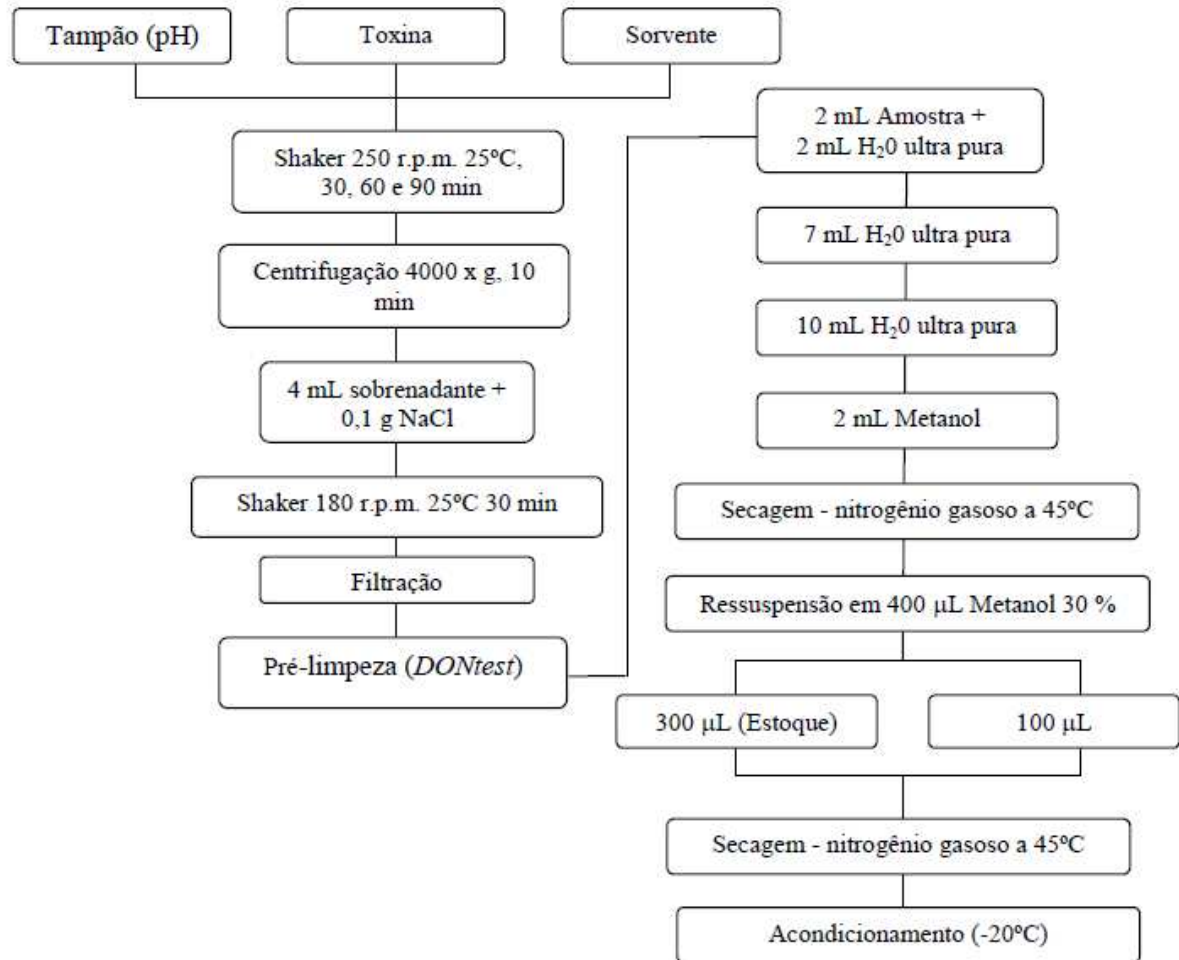 Tampão (pH)
Toxina
Sorvente
Shaker 250 r.p.m. 25ºC,
30, 60 e 90 min
Centrifugação 4000 x g, 10
min
4 mL sobrenadante +
0,1 g NaCl
Shaker 180 r.p.m. 25ºC 30 min
Filtração
Pré-limpeza (DONtest)
2 mL Amostra +
2 mL H₂0 ultra pura
7 mL H₂0 ultra pura
10 mL H₂0 ultra pura
2 mL Metanol
Secagem - nitrogênio gasoso a 45ºC
Ressuspensão em 400 µL Metanol 30 %
300 µL (Estoque)
100 µL
Secagem - nitrogênio gasoso a 45ºC
Acondicionamento (-20ºC)